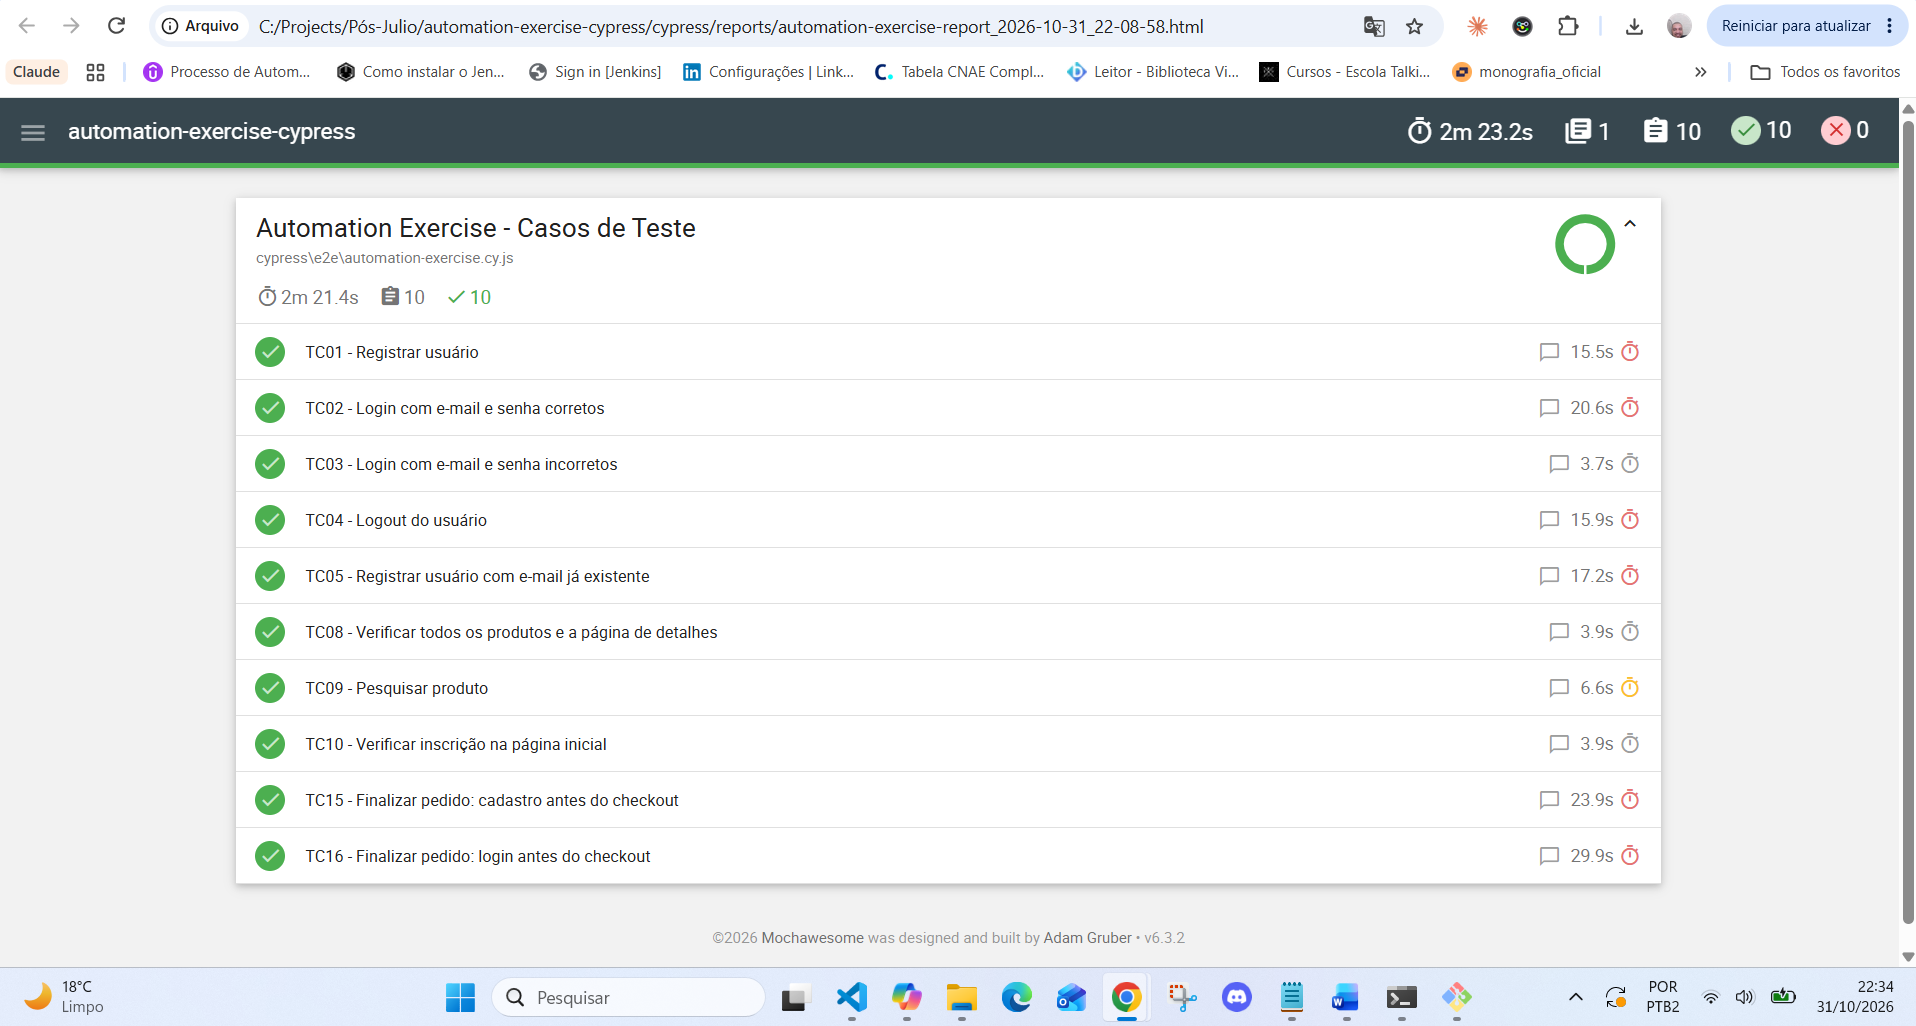 Arquivo C:/Projects/Pós-Julio/automation-exercise-cypress/cypress/reports/automation-exercise-report_2026-10-31_22-08-58.html Reiniciar para atualizar
Claude Processo de Autom... Como instalar o Jen... Sign in [Jenkins] Configurações | Link... Tabela CNAE Compl... Leitor - Biblioteca Vi... Cursos - Escola Talki... monografia_oficial » Todos os favoritos
automation-exercise-cypress 2m 23.2s 1 10 10 0
Automation Exercise - Casos de Teste
cypress\e2e\automation-exercise.cy.js
2m 21.4s 10 10
TC01 - Registrar usuário 15.5s
TC02 - Login com e-mail e senha corretos 20.6s
TC03 - Login com e-mail e senha incorretos 3.7s
TC04 - Logout do usuário 15.9s
TC05 - Registrar usuário com e-mail já existente 17.2s
TC08 - Verificar todos os produtos e a página de detalhes 3.9s
TC09 - Pesquisar produto 6.6s
TC10 - Verificar inscrição na página inicial 3.9s
TC15 - Finalizar pedido: cadastro antes do checkout 23.9s
TC16 - Finalizar pedido: login antes do checkout 29.9s
©2026 Mochawesome was designed and built by Adam Gruber • v6.3.2
18°C
Limpo
Pesquisar
POR
PTB2
22:34
31/10/2026